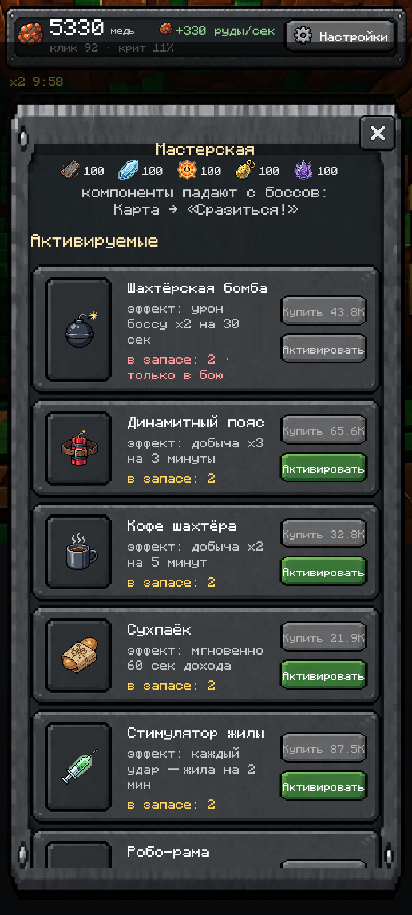 5330 медь
+330 руды/сек
Настройки
клик 92 · крит 11%
x2 9:58
Мастерская
100 100 100 100 100
компоненты падают с боссов:
Карта → «Сразиться!»
Активируемые
Шахтёрская бомба
эффект: урон
боссу x2 на 30
сек
в запасе: 2 ·
только в бою
Купить 43.8K
Активировать
Динамитный пояс
эффект: добыча x3
на 3 минуты
в запасе: 2
Купить 65.6K
Активировать
Кофе шахтёра
эффект: добыча x2
на 5 минут
в запасе: 2
Купить 32.8K
Активировать
Сухпаёк
эффект: мгновенно
60 сек дохода
в запасе: 2
Купить 21.9K
Активировать
Стимулятор жилы
эффект: каждый
удар — жила на 2
мин
в запасе: 2
Купить 87.5K
Активировать
Робо-рама